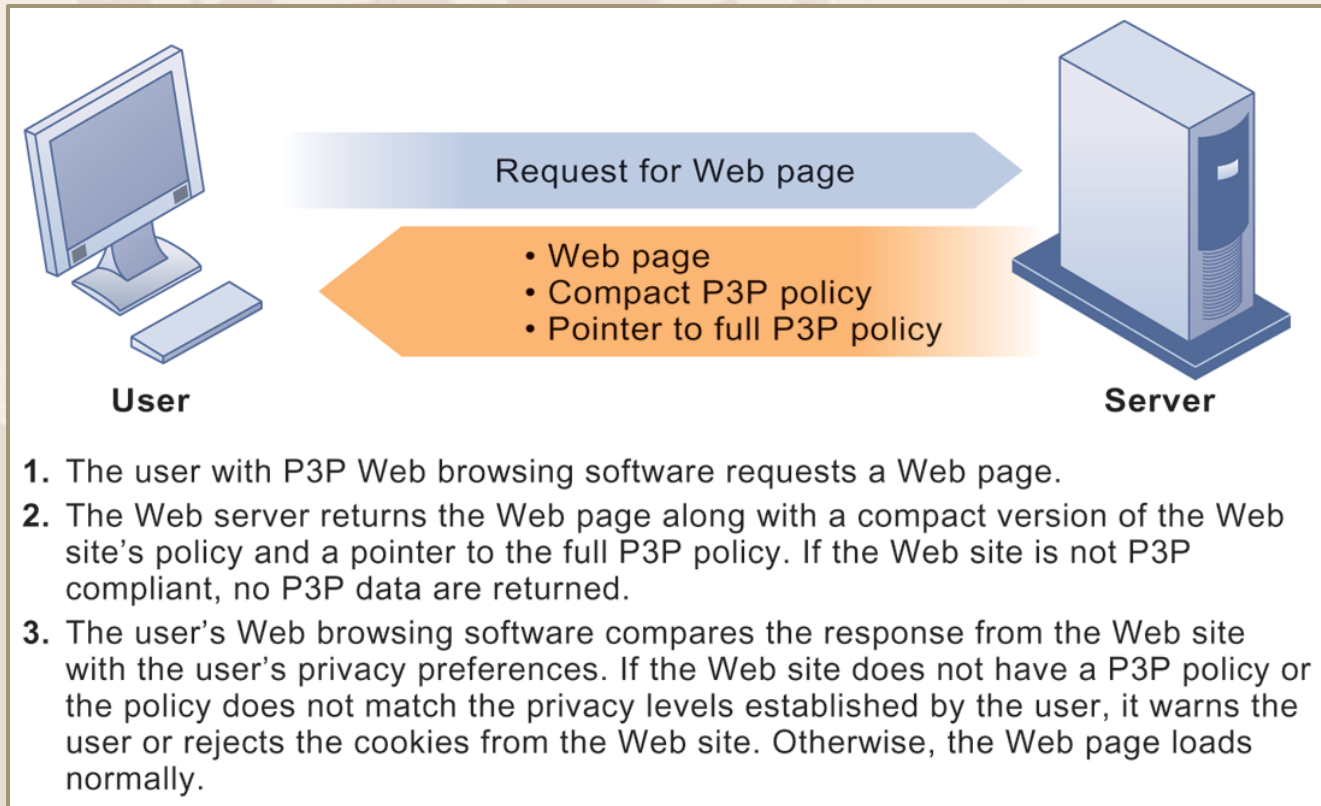 Request for Web page
• Web page
• Compact P3P policy
• Pointer to full P3P policy
User
Server
1. The user with P3P Web browsing software requests a Web page.
2. The Web server returns the Web page along with a compact version of the Web
site’s policy and a pointer to the full P3P policy. If the Web site is not P3P
compliant, no P3P data are returned.
3. The user’s Web browsing software compares the response from the Web site
with the user’s privacy preferences. If the Web site does not have a P3P policy or
the policy does not match the privacy levels established by the user, it warns the
user or rejects the cookies from the Web site. Otherwise, the Web page loads
normally.